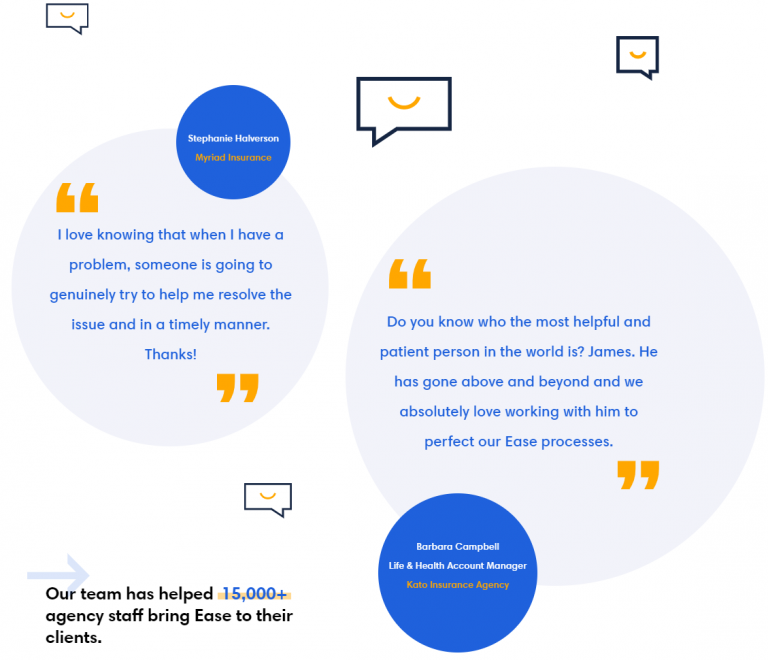 Stephanie Halverson
Myriad Insurance
“
I love knowing that when I have a
problem, someone is going to
genuinely try to help me resolve the
issue and in a timely manner.
Thanks!
”
“
Do you know who the most helpful and
patient person in the world is? James. He
has gone above and beyond and we
absolutely love working with him to
perfect our Ease processes.
”
Barbara Campbell
Life & Health Account Manager
Kato Insurance Agency
Our team has helped 15,000+
agency staff bring Ease to their
clients.